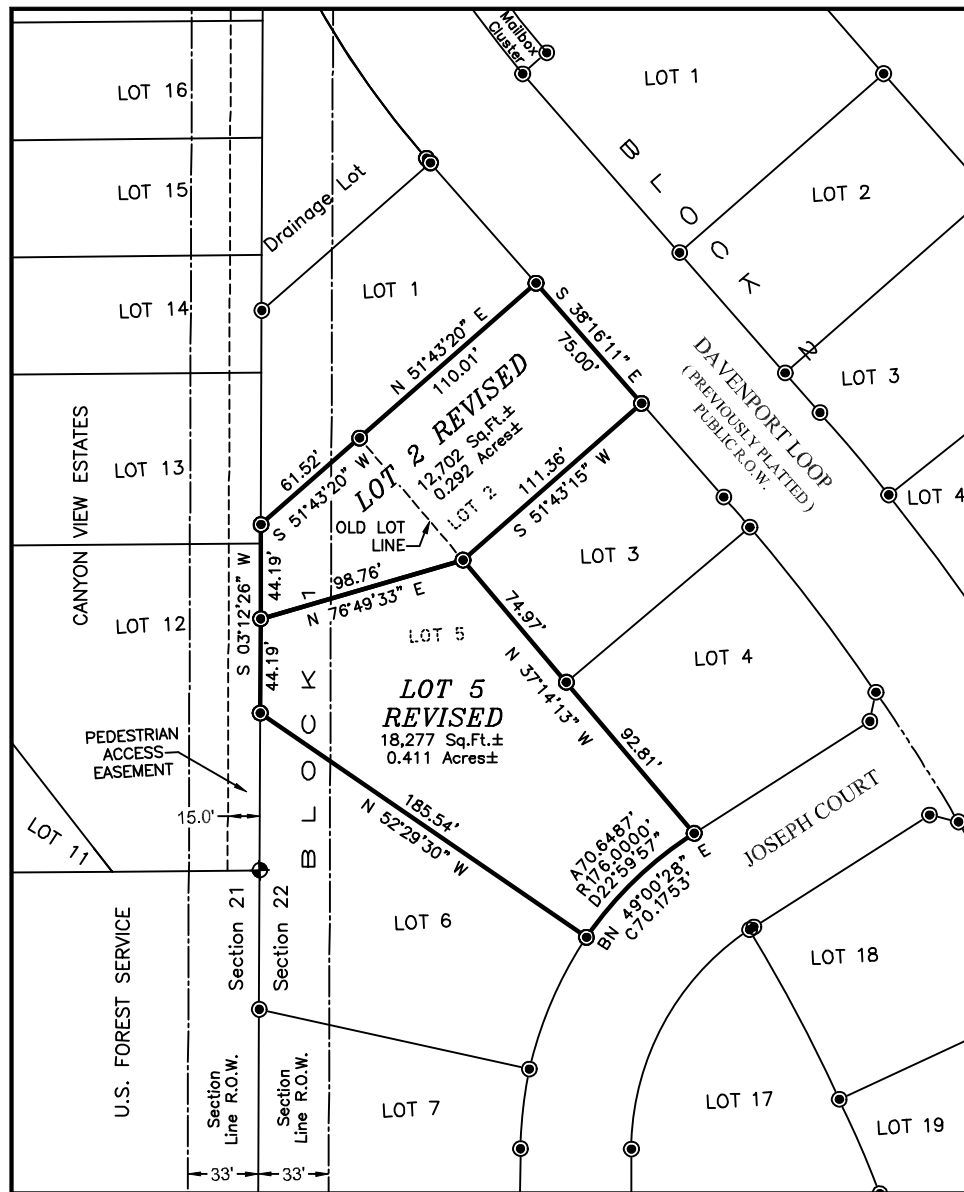 Mailbox
Cluster
LOT 1
LOT 16
BLOCK 2
LOT 15
LOT 2
Drainage Lot
LOT 14
LOT 1
S 38°16'11" E
75.00'
N 51°43'20" E
110.01'
DAVENPORT LOOP
(PREVIOUSLY PLATTED)
PUBLIC R.O.W.
LOT 3
LOT 2 REVISED
12,702 Sq.Ft.±
0.292 Acres±
CANYON VIEW ESTATES
LOT 13
61.52'
S 51°43'20" W
LOT 2
111.36'
S 51°43'15" W
LOT 4
OLD LOT
LINE
LOT 3
S 03°12'26" W
44.19'
98.76'
N 76°49'33" E
LOT 12
44.19'
BLOCK 1
LOT 5
74.97'
N 37°14'13" W
LOT 4
LOT 5
REVISED
18,277 Sq.Ft.±
0.411 Acres±
92.81'
PEDESTRIAN
ACCESS
EASEMENT
15.0'
185.54'
N 52°29'30" W
LOT 11
A70.6487'
R176.0000'
D22°59'57"
BN 49°00'28" E
C70.1753'
JOSEPH COURT
Section 21
Section 22
LOT 6
LOT 18
U.S. FOREST SERVICE
Section
Line R.O.W.
Section
Line R.O.W.
LOT 7
LOT 17
LOT 19
33'
33'